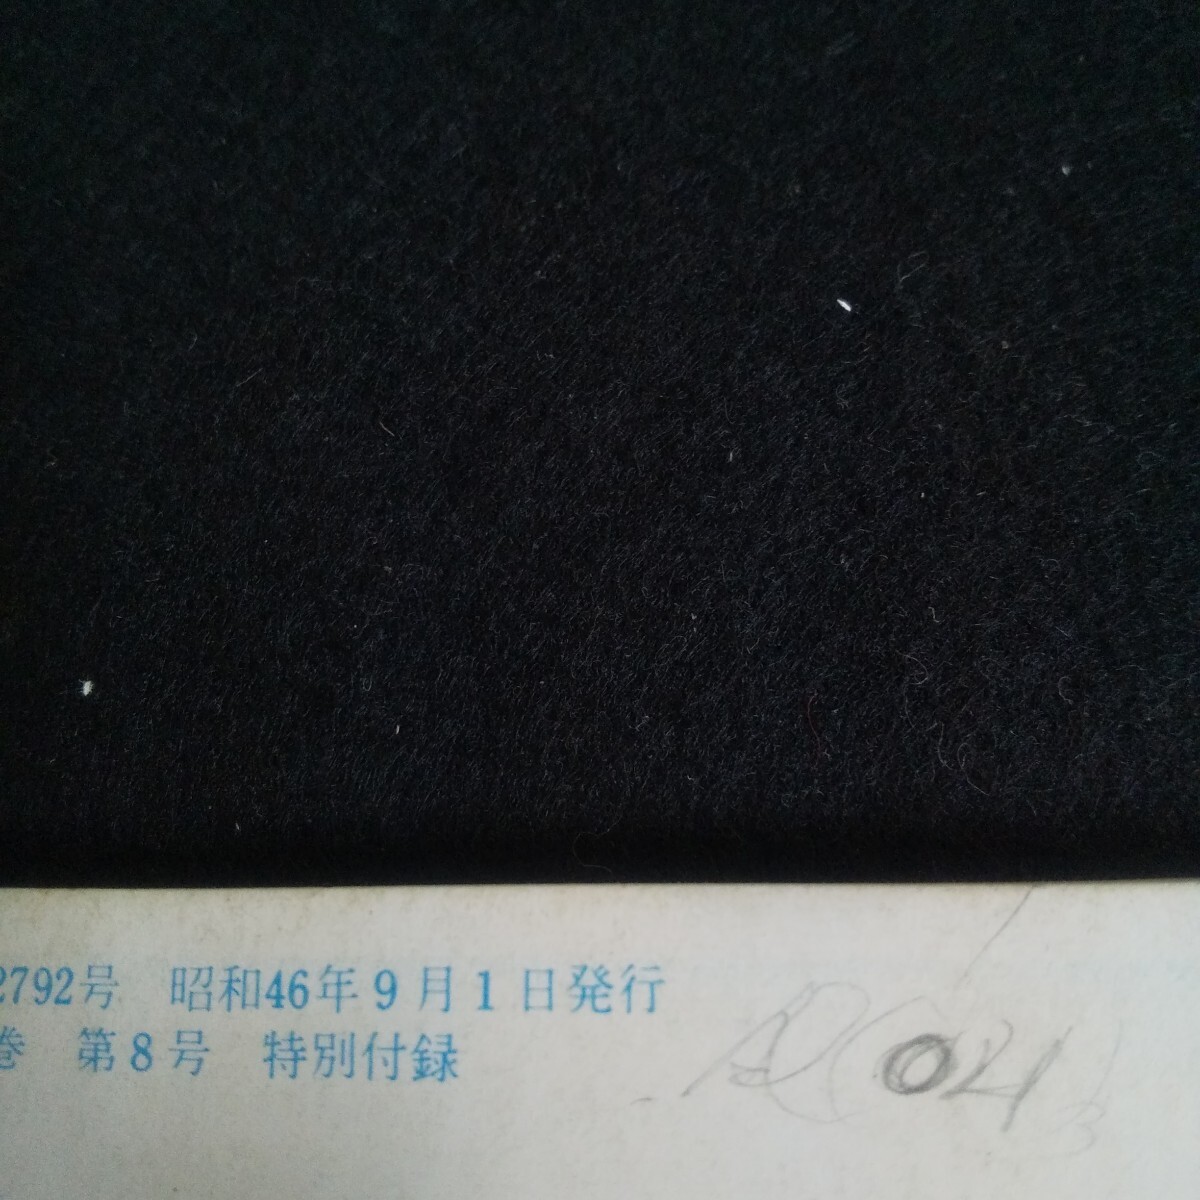 2792号 昭和46年9月1日発行
巻 第8号 特別付録